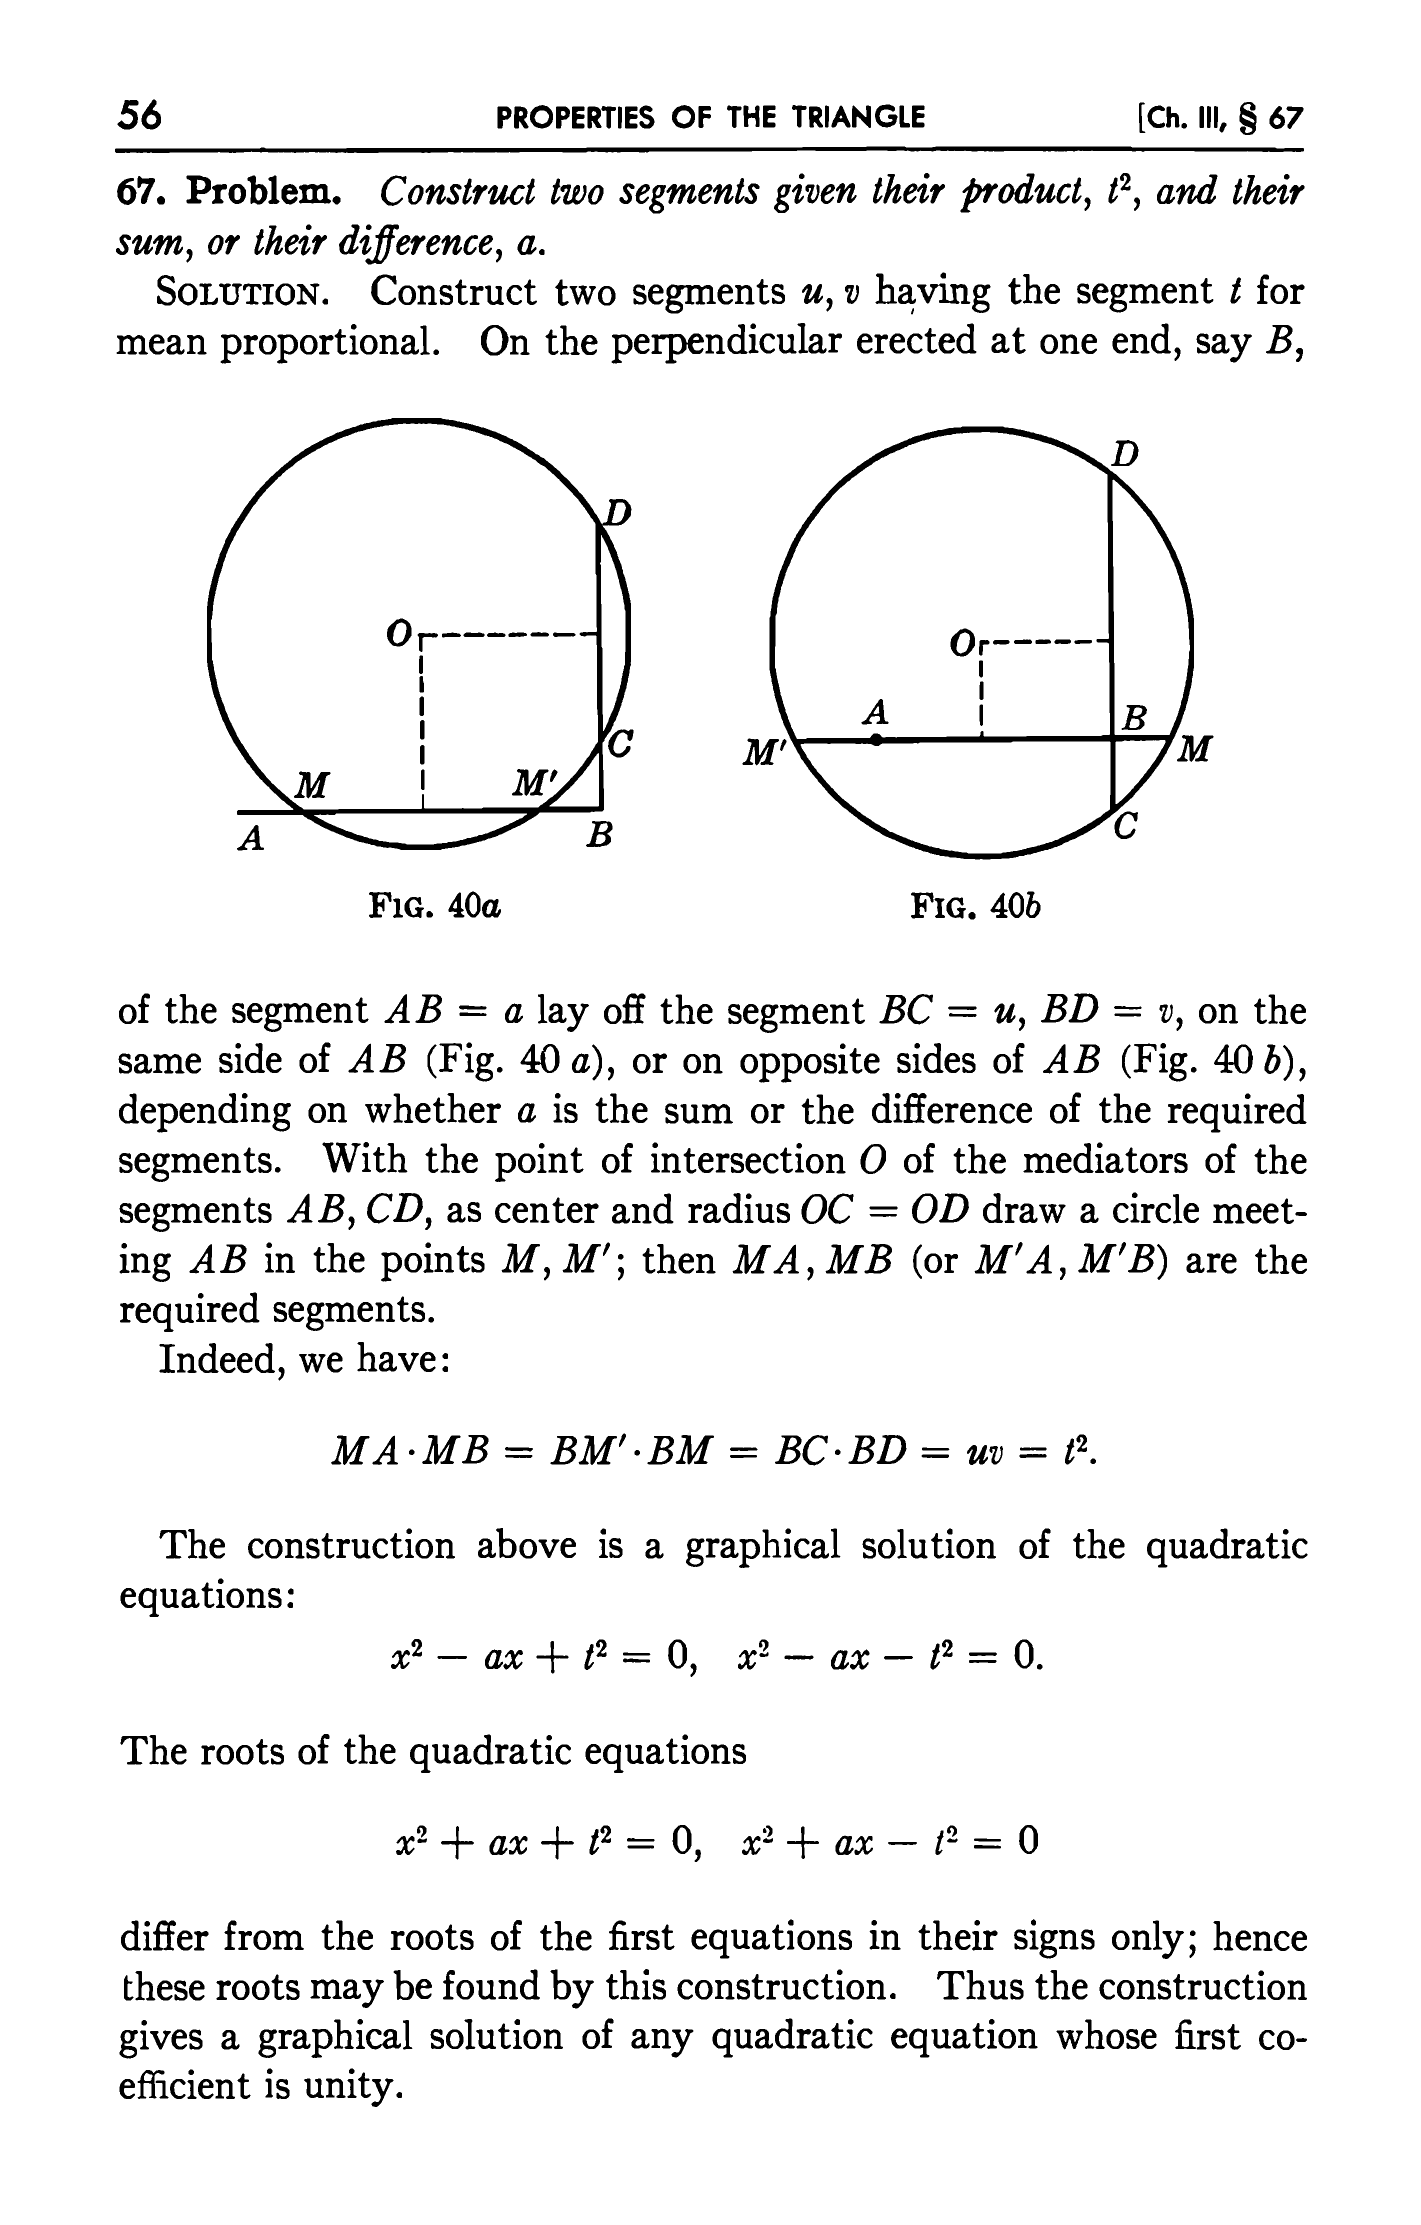 56 PROPERTIES OF THE TRIANGLE [Ch. III, § 67
67. Problem. Construct two segments given their product, t², and their
sum, or their difference, a.
SOLUTION. Construct two segments u, v having the segment t for
mean proportional. On the perpendicular erected at one end, say B,
D
O
C
M M'
A B
FIG. 40a
D
O
A B
M' M
C
FIG. 40b
of the segment AB = a lay off the segment BC = u, BD = v, on the
same side of AB (Fig. 40 a), or on opposite sides of AB (Fig. 40 b),
depending on whether a is the sum or the difference of the required
segments. With the point of intersection O of the mediators of the
segments AB, CD, as center and radius OC = OD draw a circle meet-
ing AB in the points M, M'; then MA, MB (or M'A, M'B) are the
required segments.
Indeed, we have:
MA·MB = BM'·BM = BC·BD = uv = t².
The construction above is a graphical solution of the quadratic
equations:
x² − ax + t² = 0, x² − ax − t² = 0.
The roots of the quadratic equations
x² + ax + t² = 0, x² + ax − t² = 0
differ from the roots of the first equations in their signs only; hence
these roots may be found by this construction. Thus the construction
gives a graphical solution of any quadratic equation whose first co-
efficient is unity.